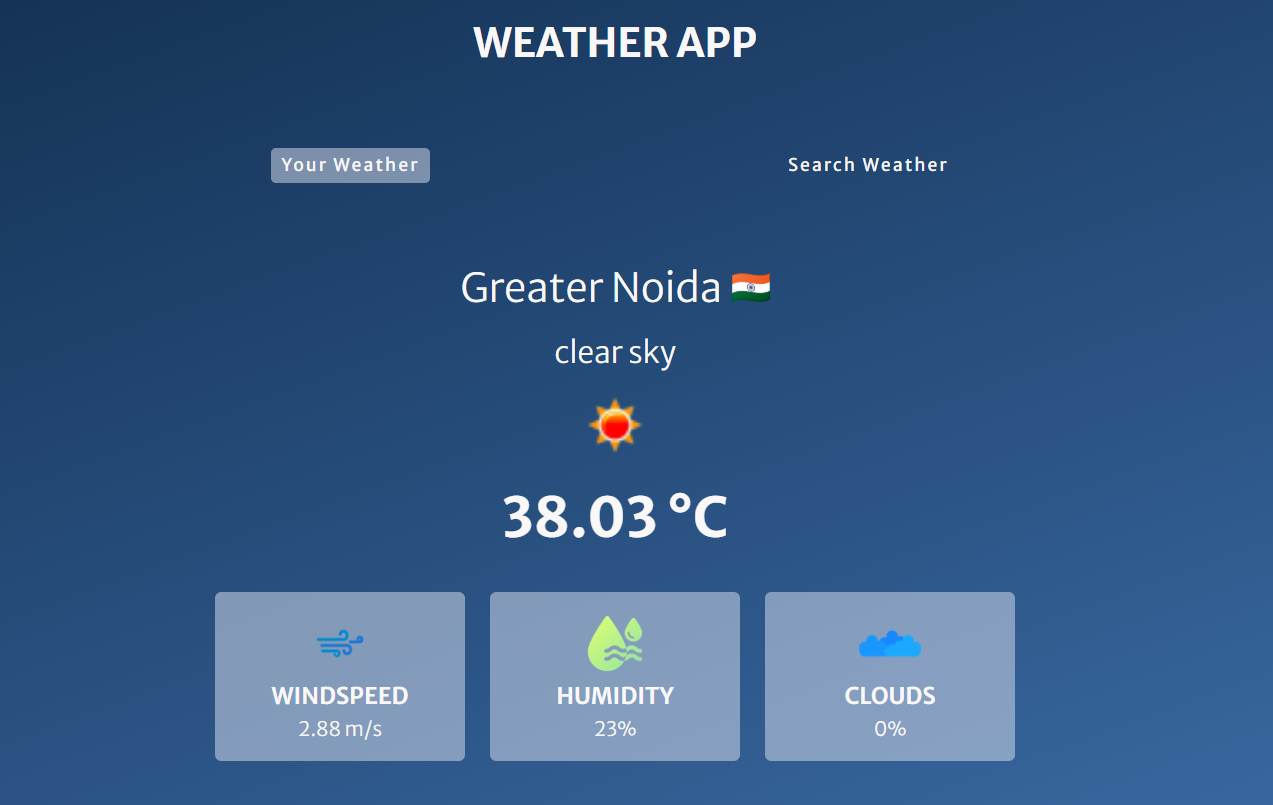 WEATHER APP
Your Weather
Search Weather
Greater Noida
clear sky
38.03 °C
WINDSPEED
2.88 m/s
HUMIDITY
23%
CLOUDS
0%